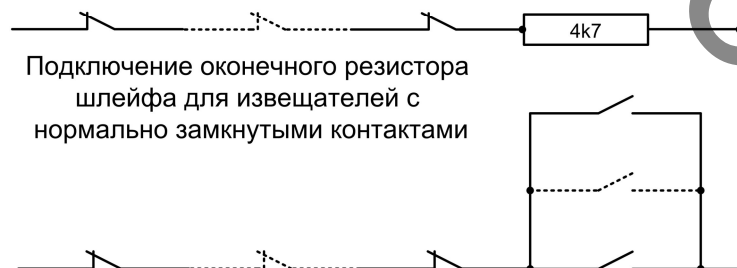 4k7
Подключение оконечного резистора
шлейфа для извещателей с
нормально замкнутыми контактами